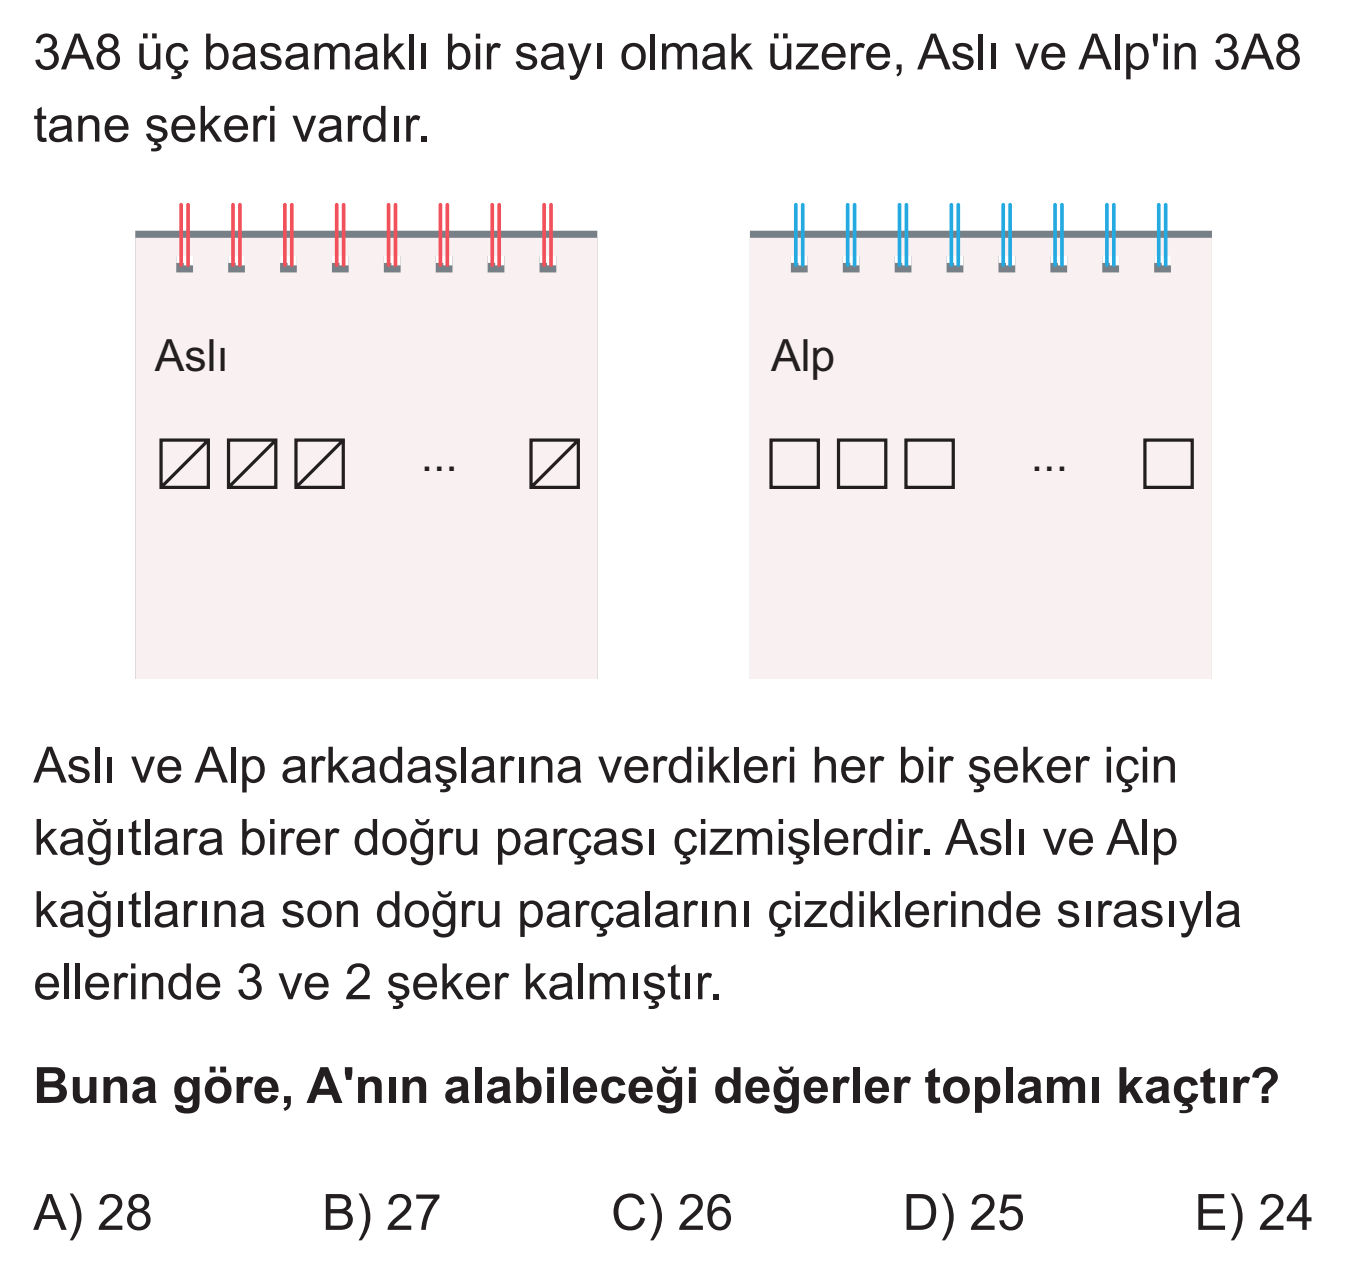 3A8 üç basamaklı bir sayı olmak üzere, Aslı ve Alp'in 3A8
tane şekeri vardır.
Aslı
Alp
...
...
Aslı ve Alp arkadaşlarına verdikleri her bir şeker için
kağıtlara birer doğru parçası çizmişlerdir. Aslı ve Alp
kağıtlarına son doğru parçalarını çizdiklerinde sırasıyla
ellerinde 3 ve 2 şeker kalmıştır.
Buna göre, A'nın alabileceği değerler toplamı kaçtır?
A) 28 B) 27 C) 26 D) 25 E) 24